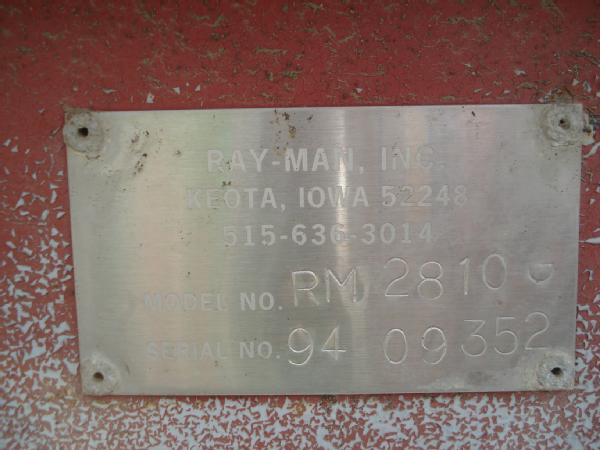 RAY-MAN, INC.
KEOTA, IOWA 52248
515-636-3014
MODEL NO. RM 2810
SERIAL NO. 94 09352